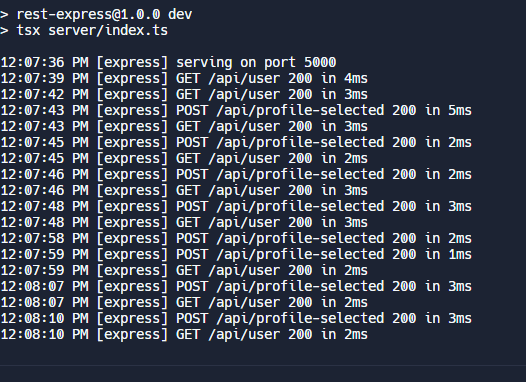 > rest-express@1.0.0 dev
> tsx server/index.ts
12:07:36 PM [express] serving on port 5000
12:07:39 PM [express] GET /api/user 200 in 4ms
12:07:42 PM [express] GET /api/user 200 in 3ms
12:07:43 PM [express] POST /api/profile-selected 200 in 5ms
12:07:43 PM [express] GET /api/user 200 in 3ms
12:07:45 PM [express] POST /api/profile-selected 200 in 2ms
12:07:45 PM [express] GET /api/user 200 in 2ms
12:07:46 PM [express] POST /api/profile-selected 200 in 2ms
12:07:46 PM [express] GET /api/user 200 in 3ms
12:07:48 PM [express] POST /api/profile-selected 200 in 3ms
12:07:48 PM [express] GET /api/user 200 in 3ms
12:07:58 PM [express] POST /api/profile-selected 200 in 2ms
12:07:59 PM [express] POST /api/profile-selected 200 in 1ms
12:07:59 PM [express] GET /api/user 200 in 2ms
12:08:07 PM [express] POST /api/profile-selected 200 in 3ms
12:08:07 PM [express] GET /api/user 200 in 2ms
12:08:10 PM [express] POST /api/profile-selected 200 in 3ms
12:08:10 PM [express] GET /api/user 200 in 2ms